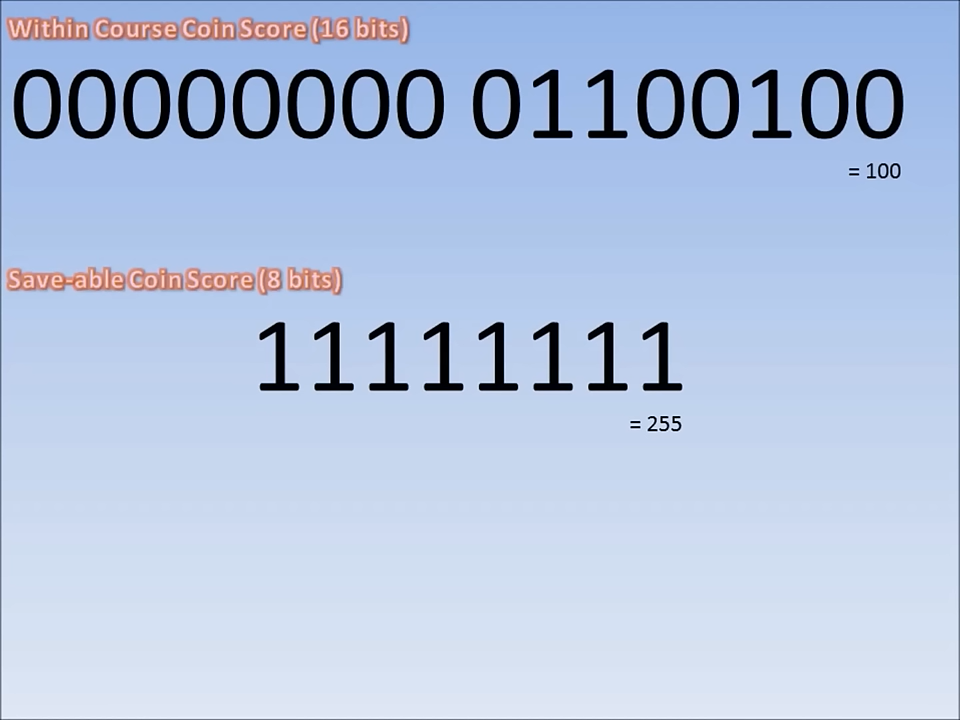 Within Course Coin Score (16 bits)
00000000 01100100
= 100
Save-able Coin Score (8 bits)
11111111
= 255